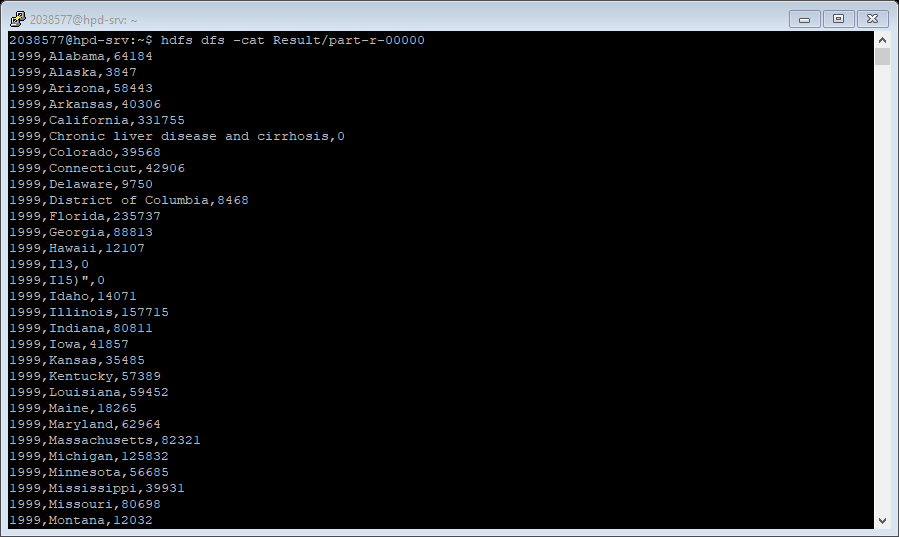 2038577@hpd-srv: ~
2038577@hpd-srv:~$ hdfs dfs -cat Result/part-r-00000
1999,Alabama,64184
1999,Alaska,3847
1999,Arizona,58443
1999,Arkansas,40306
1999,California,331755
1999,Chronic liver disease and cirrhosis,0
1999,Colorado,39568
1999,Connecticut,42906
1999,Delaware,9750
1999,District of Columbia,8468
1999,Florida,235737
1999,Georgia,88813
1999,Hawaii,12107
1999,I13,0
1999,I15)",0
1999,Idaho,14071
1999,Illinois,157715
1999,Indiana,80811
1999,Iowa,41857
1999,Kansas,35485
1999,Kentucky,57389
1999,Louisiana,59452
1999,Maine,18265
1999,Maryland,62964
1999,Massachusetts,82321
1999,Michigan,125832
1999,Minnesota,56685
1999,Mississippi,39931
1999,Missouri,80698
1999,Montana,12032